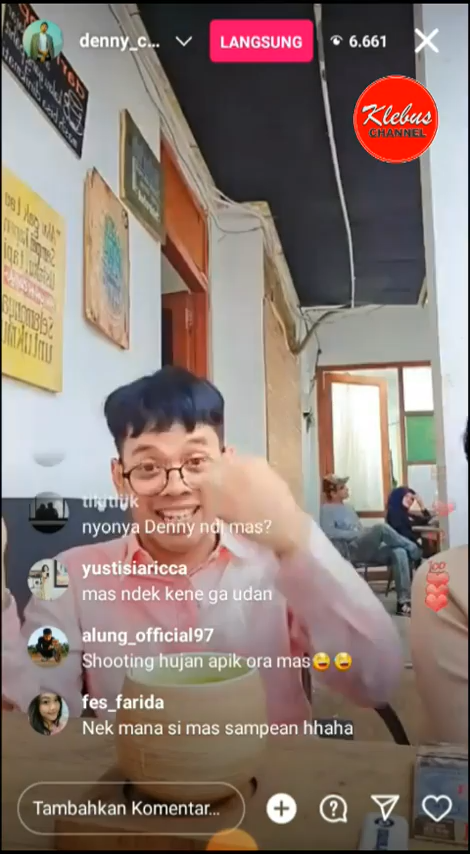 denny_c...
LANGSUNG
6.661
Klebus
CHANNEL
tikitijk
nyonya Denny ndi mas?
yustisiaricca
mas ndek kene ga udan
alung_official97
Shooting hujan apik ora mas😅😅
fes_farida
Nek mana si mas sampean hhaha
Tambahkan Komentar...